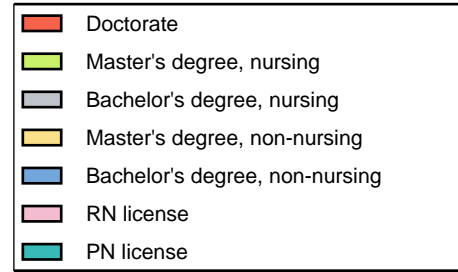 Doctorate
Master's degree, nursing
Bachelor's degree, nursing
Master's degree, non-nursing
Bachelor's degree, non-nursing
RN license
PN license